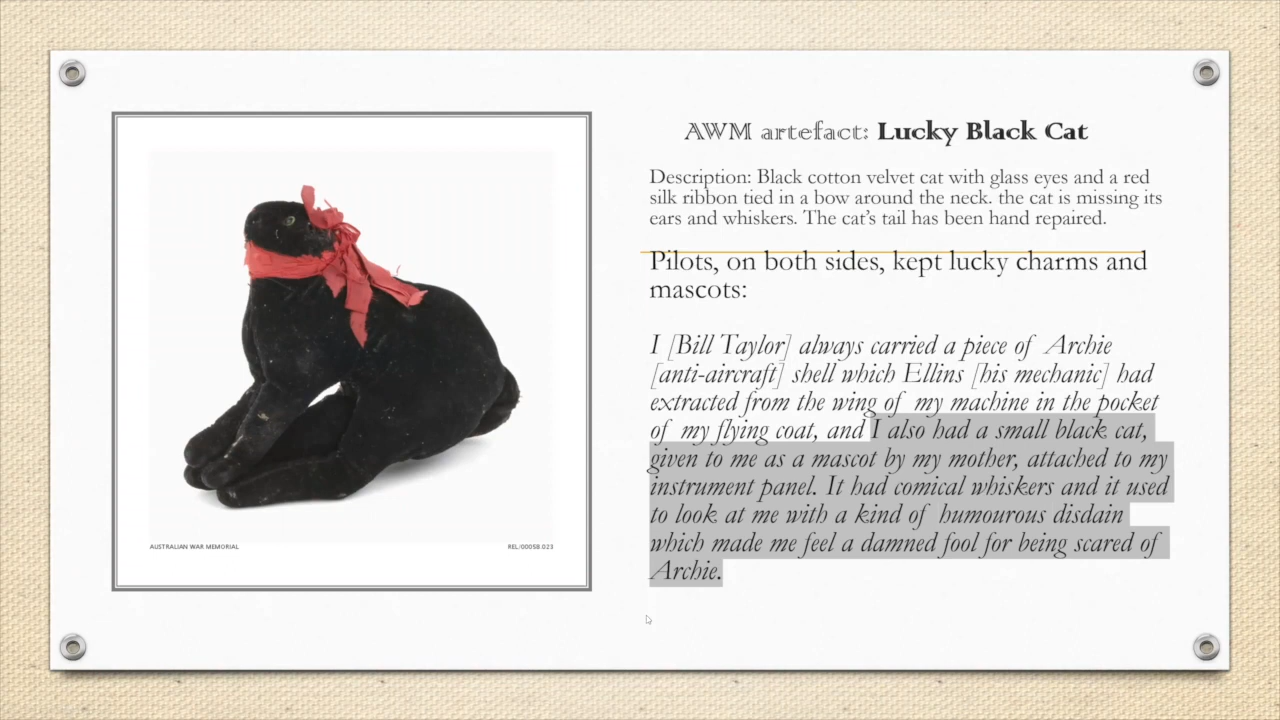 AWM artefact: Lucky Black Cat
Description: Black cotton velvet cat with glass eyes and a red
silk ribbon tied in a bow around the neck. the cat is missing its
ears and whiskers. The cat's tail has been hand repaired.
Pilots, on both sides, kept lucky charms and
mascots:
I [Bill Taylor] always carried a piece of Archie
[anti-aircraft] shell which Ellins [his mechanic] had
extracted from the wing of my machine in the pocket
of my flying coat, and I also had a small black cat,
given to me as a mascot by my mother, attached to my
instrument panel. It had comical whiskers and it used
to look at me with a kind of humourous disdain
which made me feel a damned fool for being scared of
Archie.
AUSTRALIAN WAR MEMORIAL
REL/00058.023